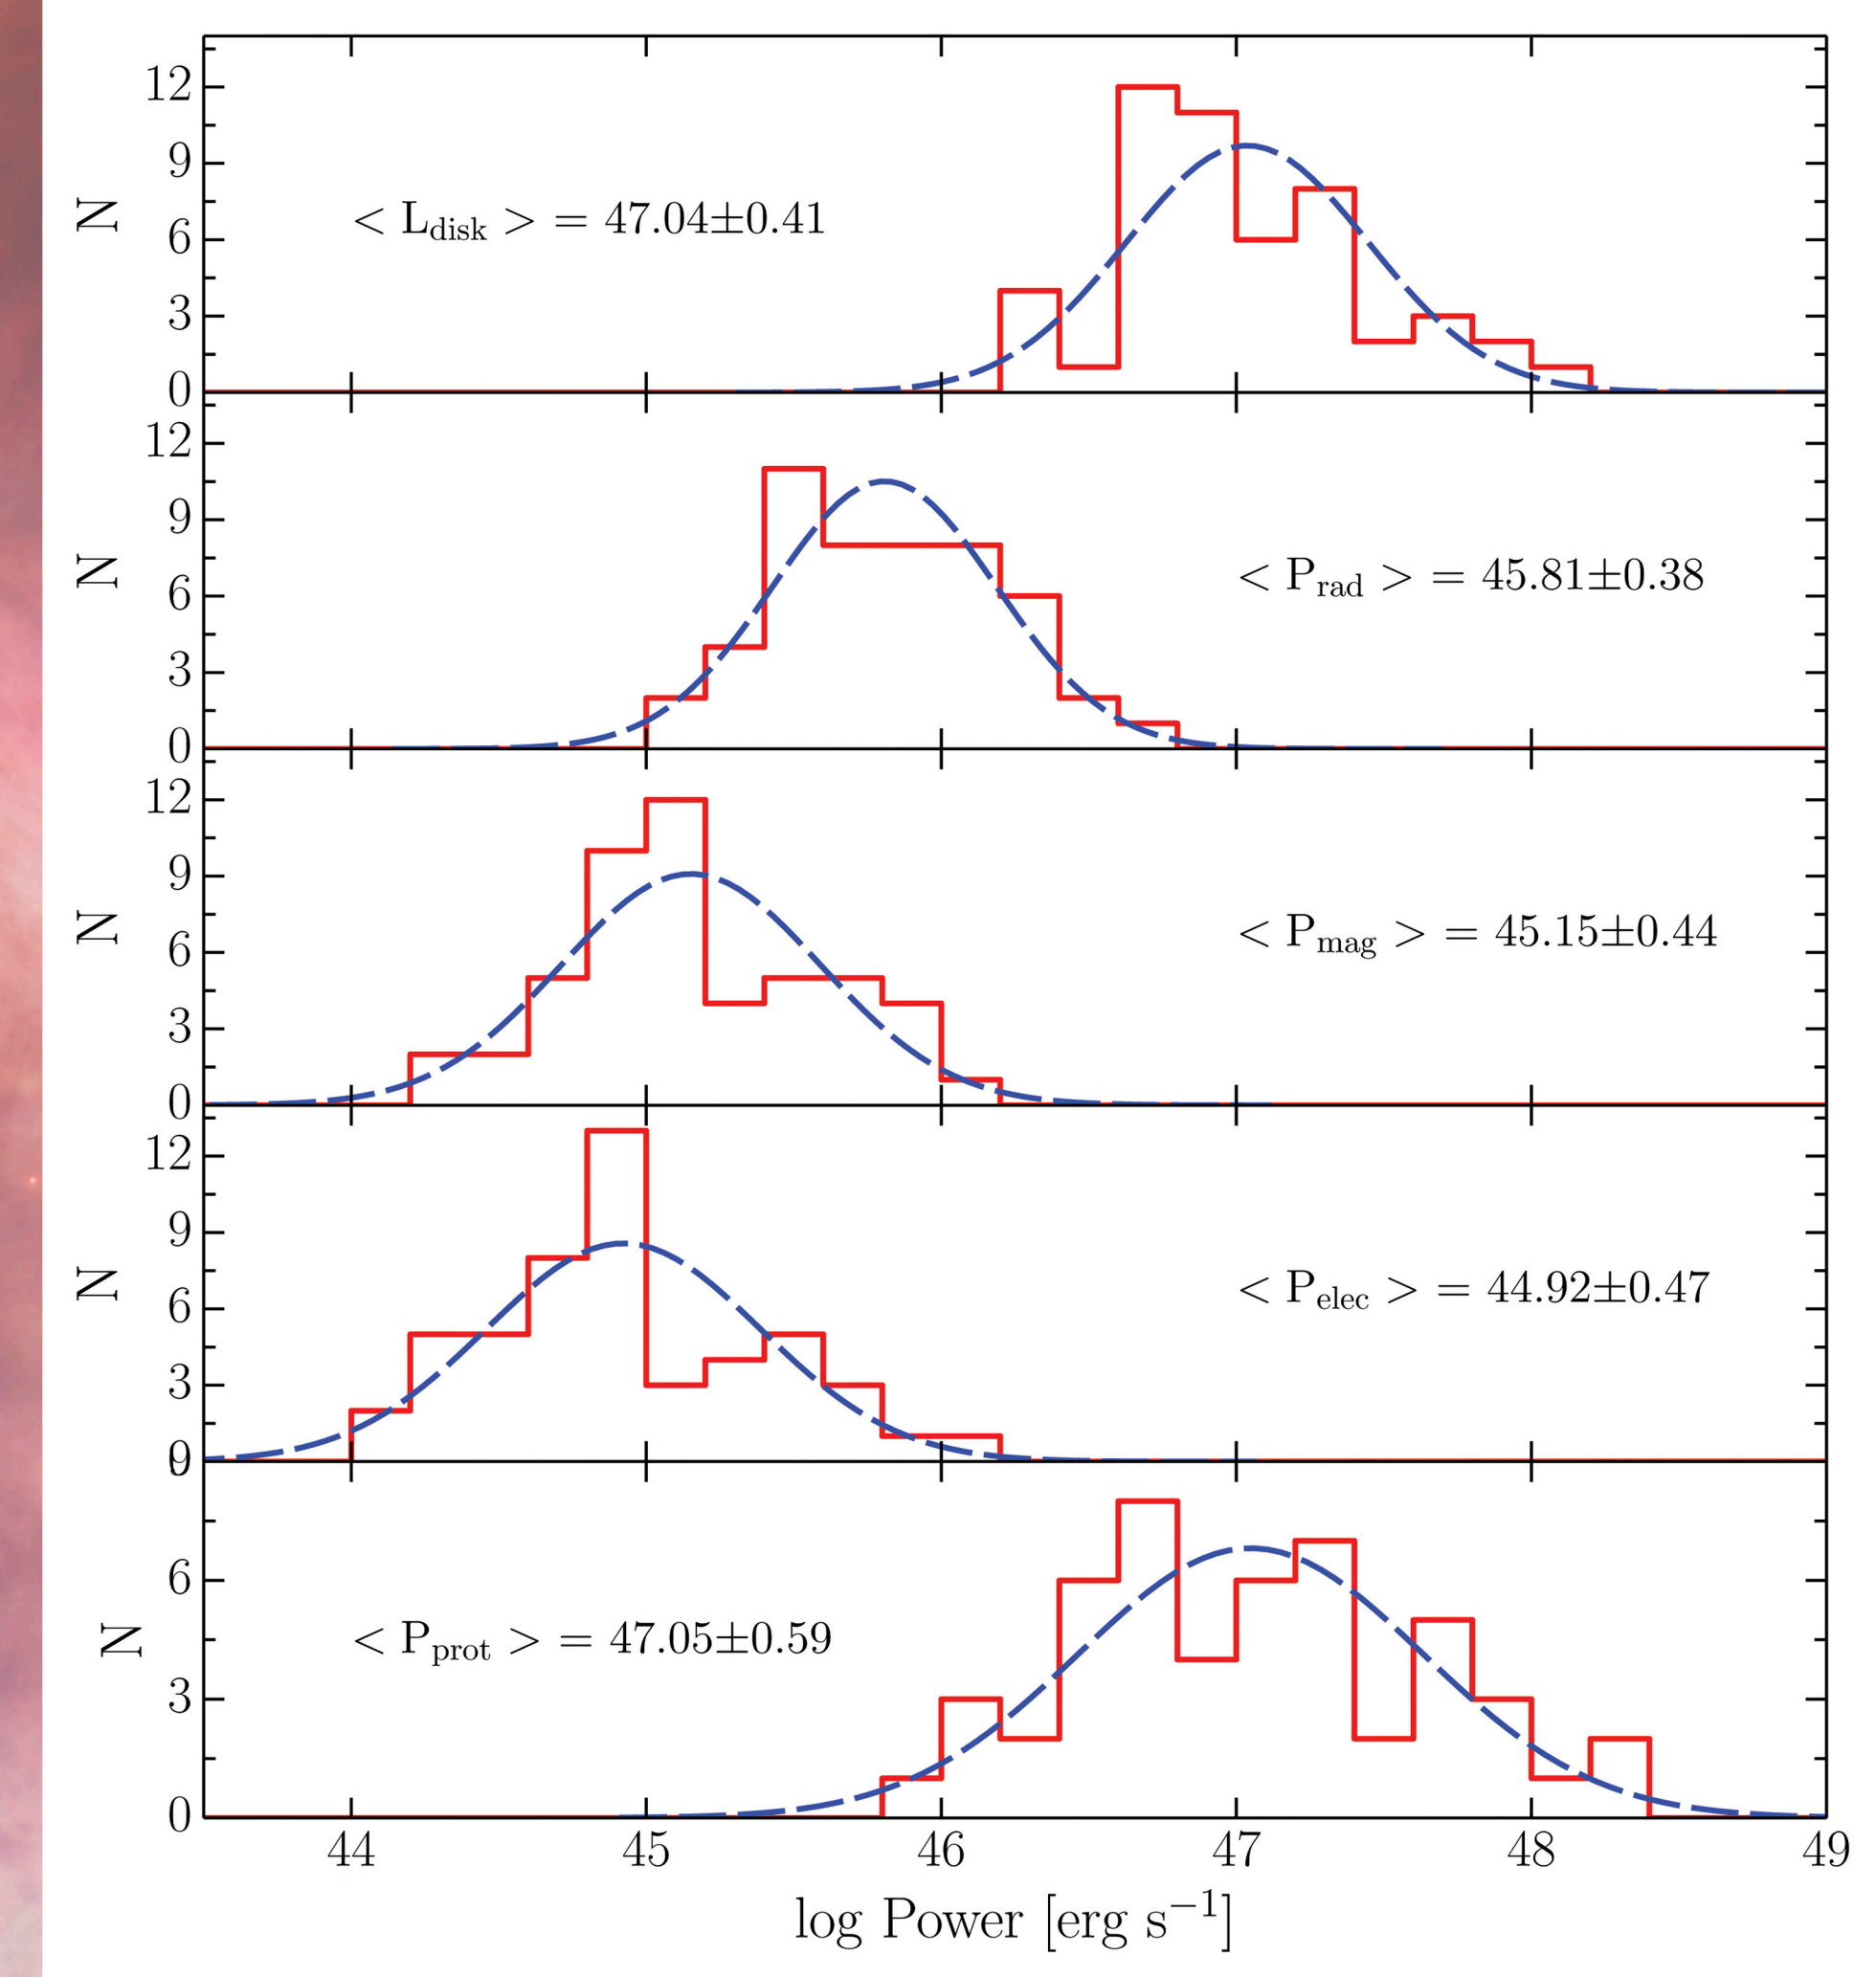 12
9
N
< L_disk > = 47.04±0.41
6
3
0
12
9
N
< P_rad > = 45.81±0.38
6
3
0
12
9
N
< P_mag > = 45.15±0.44
6
3
0
12
9
N
< P_elec > = 44.92±0.47
6
3
0
9
6
N
< P_prot > = 47.05±0.59
3
0
44 45 46 47 48 49
log Power [erg s⁻¹]